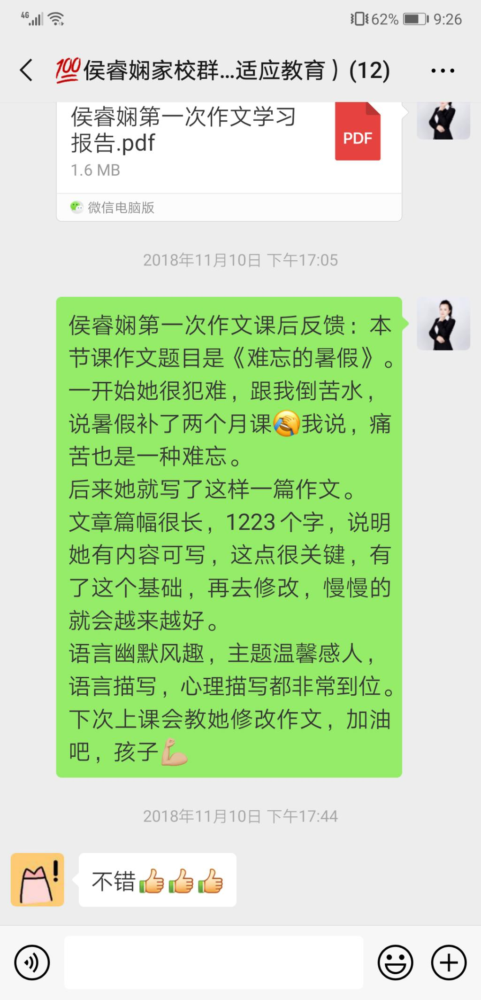 4G 62% 9:26
💯侯睿娴家校群...适应教育）(12)
侯睿娴第一次作文学习
报告.pdf
PDF
1.6 MB
微信电脑版
2018年11月10日 下午17:05
侯睿娴第一次作文课后反馈：本
节课作文题目是《难忘的暑假》。
一开始她很犯难，跟我倒苦水，
说暑假补了两个月课🤦我说，痛
苦也是一种难忘。
后来她就写了这样一篇作文。
文章篇幅很长，1223个字，说明
她有内容可写，这点很关键，有
了这个基础，再去修改，慢慢的
就会越来越好。
语言幽默风趣，主题温馨感人，
语言描写，心理描写都非常到位。
下次上课会教她修改作文，加油
吧，孩子💪
2018年11月10日 下午17:44
不错👍👍👍